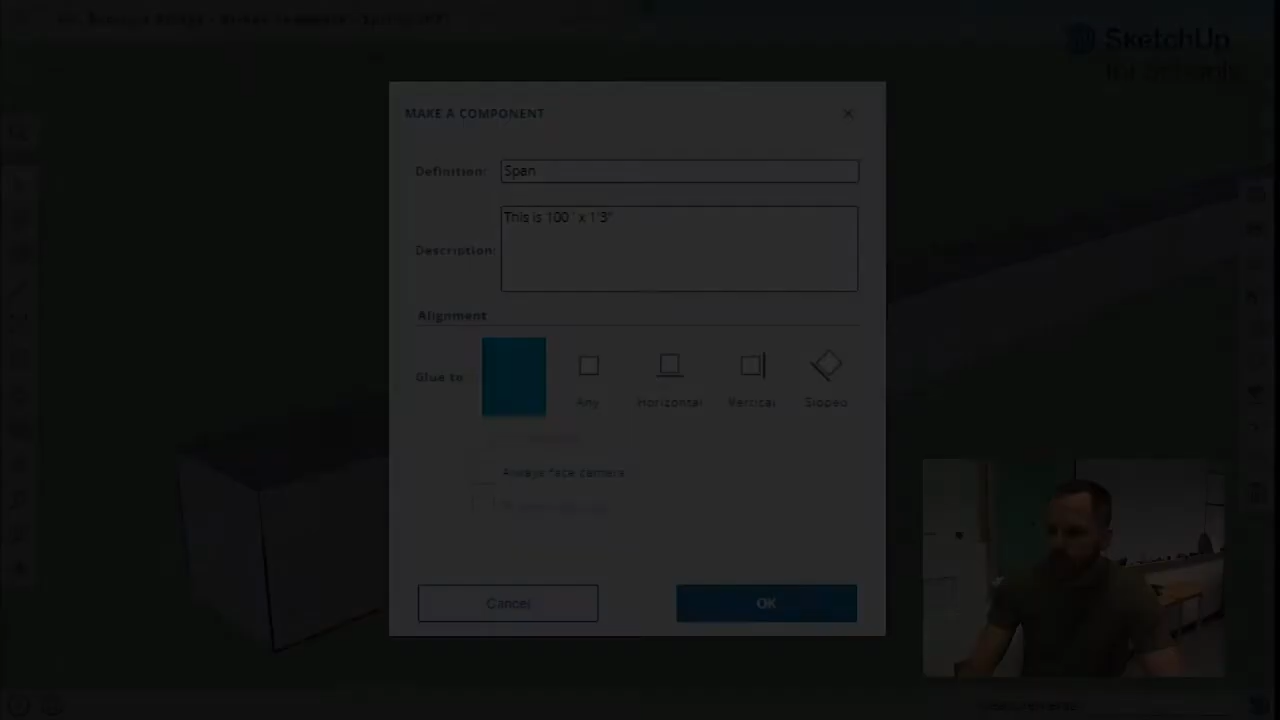 SketchUp
MAKE A COMPONENT
Definition: Span
This is 100' x 1'3"
Description:
Alignment
Glue to
Any Horizontal Vertical Sloped
Always face camera
Cancel OK